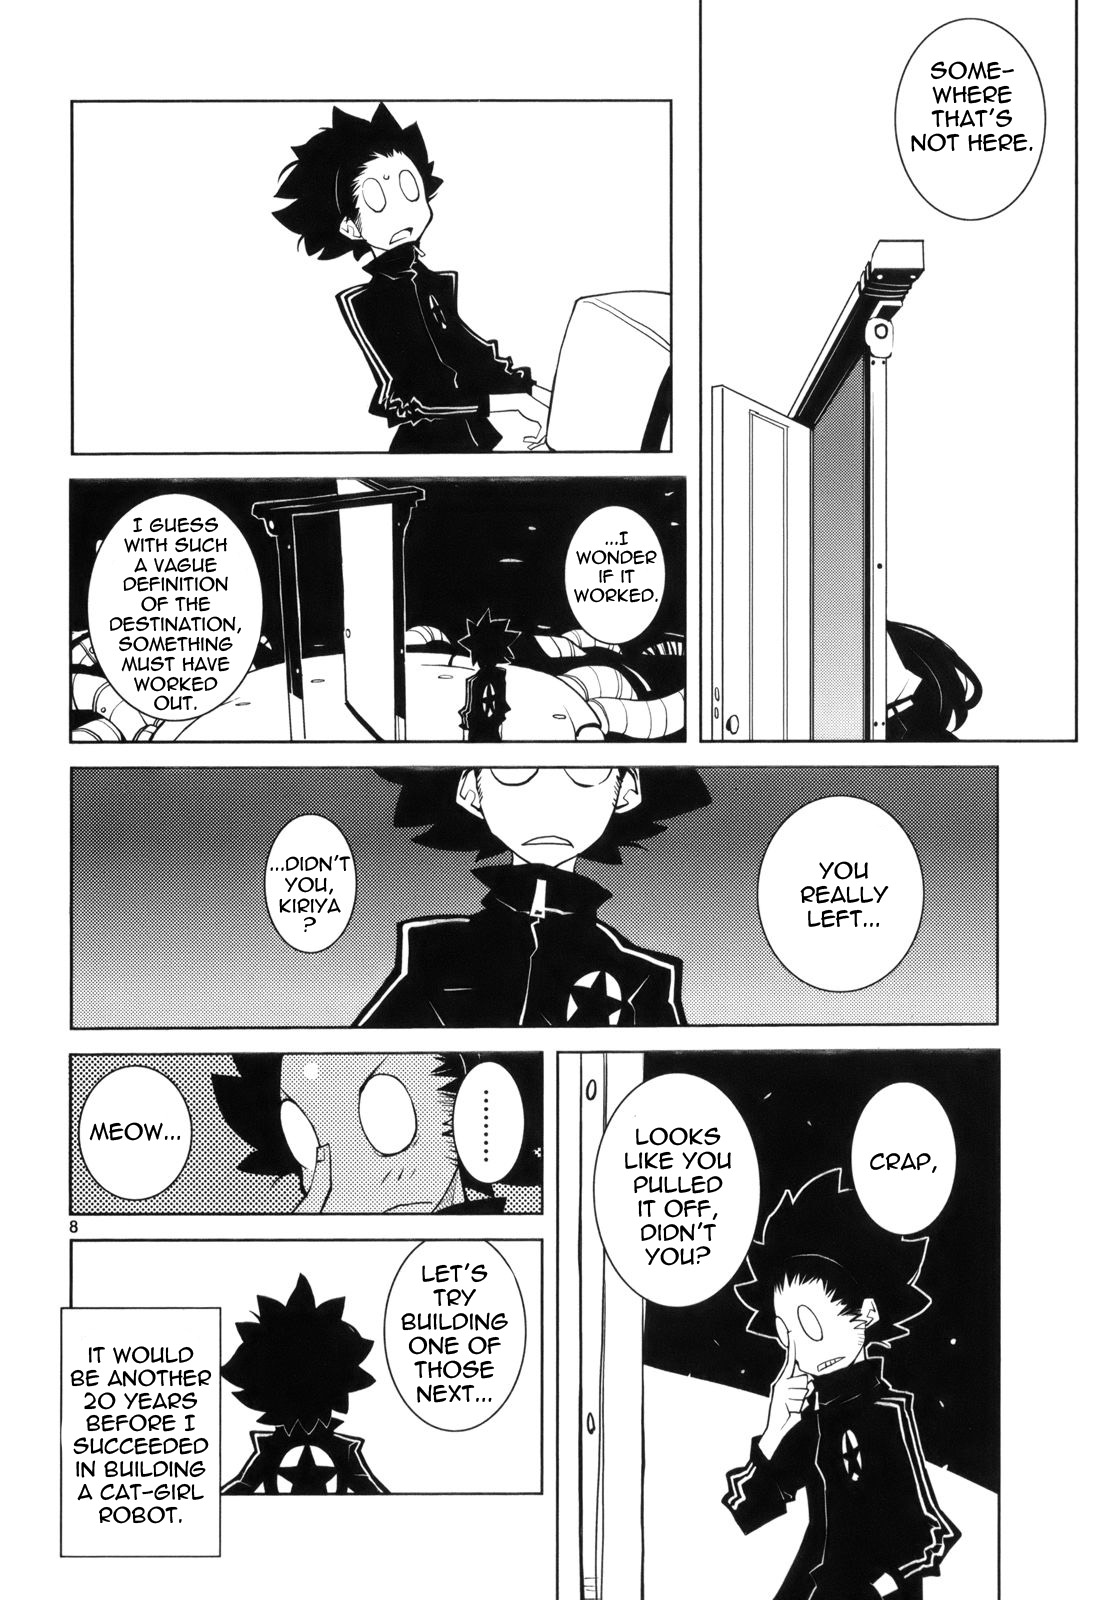 SOME-
WHERE
THAT'S
NOT HERE.
...I
WONDER
IF IT
WORKED.
I GUESS
WITH SUCH
A VAGUE
DEFINITION
OF THE
DESTINATION,
SOMETHING
MUST HAVE
WORKED
OUT.
YOU
REALLY
LEFT...
...DIDN'T
YOU,
KIRIYA
?
CRAP,
LOOKS
LIKE YOU
PULLED
IT OFF,
DIDN'T
YOU?
.........
MEOW...
8
LET'S
TRY
BUILDING
ONE OF
THOSE
NEXT...
IT WOULD
BE ANOTHER
20 YEARS
BEFORE I
SUCCEEDED
IN BUILDING
A CAT-GIRL
ROBOT.